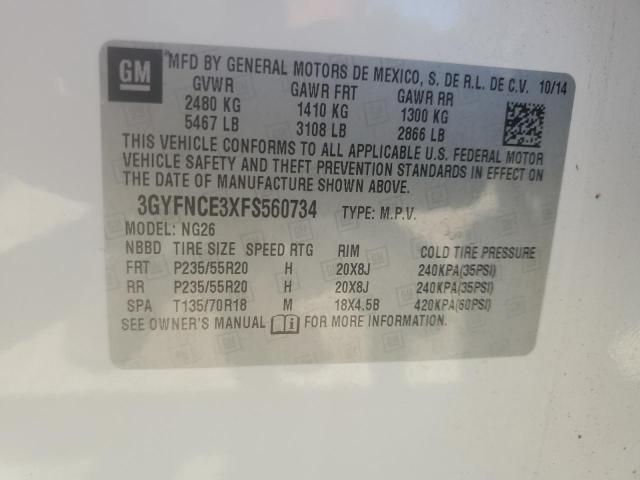 GM
MFD BY GENERAL MOTORS DE MEXICO, S. DE R.L. DE C.V. 10/14
GVWR GAWR FRT GAWR RR
2480 KG 1410 KG 1300 KG
5467 LB 3108 LB 2866 LB
THIS VEHICLE CONFORMS TO ALL APPLICABLE U.S. FEDERAL MOTOR
VEHICLE SAFETY AND THEFT PREVENTION STANDARDS IN EFFECT ON
THE DATE OF MANUFACTURE SHOWN ABOVE.
3GYFNCE3XFS560734 TYPE: M.P.V.
MODEL: NG26
NBBD TIRE SIZE SPEED RTG RIM COLD TIRE PRESSURE
FRT P235/55R20 H 20X8J 240KPA(35PSI)
RR P235/55R20 H 20X8J 240KPA(35PSI)
SPA T135/70R18 M 18X4.5B 420KPA(60PSI)
SEE OWNER'S MANUAL FOR MORE INFORMATION.